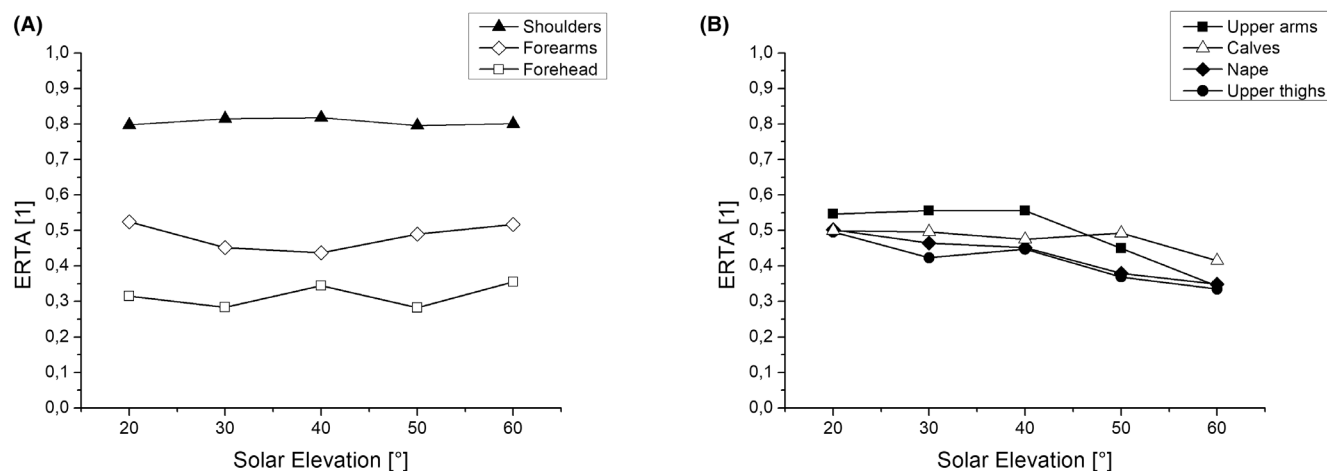 (A)
Shoulders
Forearms
Forehead
1,0
0,9
0,8
0,7
0,6
0,5
0,4
0,3
0,2
0,1
0,0
ERTA [1]
20 30 40 50 60
Solar Elevation [°]
(B)
Upper arms
Calves
Nape
Upper thighs
1,0
0,9
0,8
0,7
0,6
0,5
0,4
0,3
0,2
0,1
0,0
ERTA [1]
20 30 40 50 60
Solar Elevation [°]